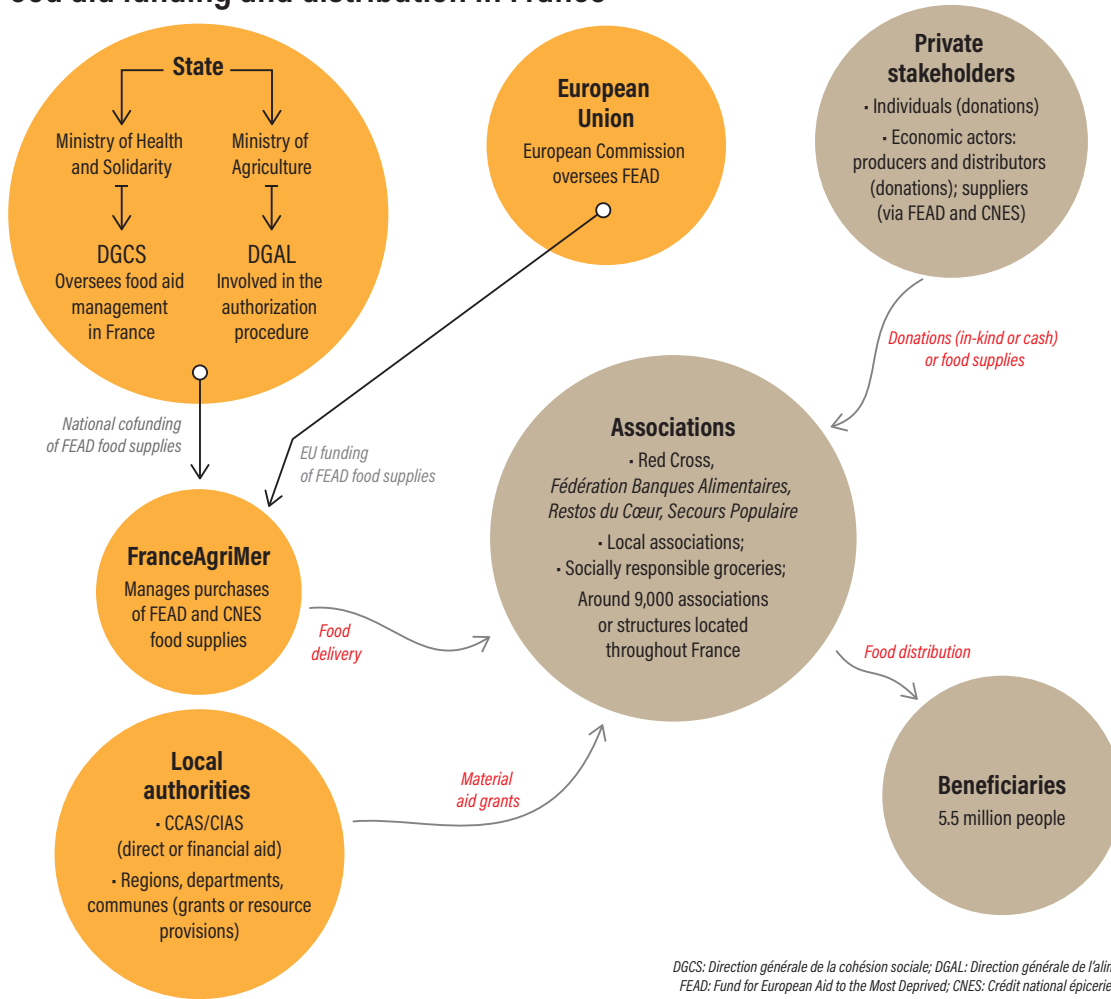 ood aid funding and distribution in France
State
Ministry of Health
and Solidarity
Ministry of
Agriculture
DGCS
Oversees food aid
management
in France
DGAL
Involved in the
authorization
procedure
European
Union
European Commission
oversees FEAD
Private
stakeholders
• Individuals (donations)
• Economic actors:
producers and distributors
(donations); suppliers
(via FEAD and CNES)
National cofunding
of FEAD food supplies
EU funding
of FEAD food supplies
Donations (in-kind or cash)
or food supplies
Associations
• Red Cross,
Fédération Banques Alimentaires,
Restos du Cœur, Secours Populaire
• Local associations;
• Socially responsible groceries;
Around 9,000 associations
or structures located
throughout France
FranceAgriMer
Manages purchases
of FEAD and CNES
food supplies
Food
delivery
Food distribution
Local
authorities
• CCAS/CIAS
(direct or financial aid)
• Regions, departments,
communes (grants or resource
provisions)
Material
aid grants
Beneficiaries
5.5 million people
DGCS: Direction générale de la cohésion sociale; DGAL: Direction générale de l'alim
FEAD: Fund for European Aid to the Most Deprived; CNES: Crédit national épicerie